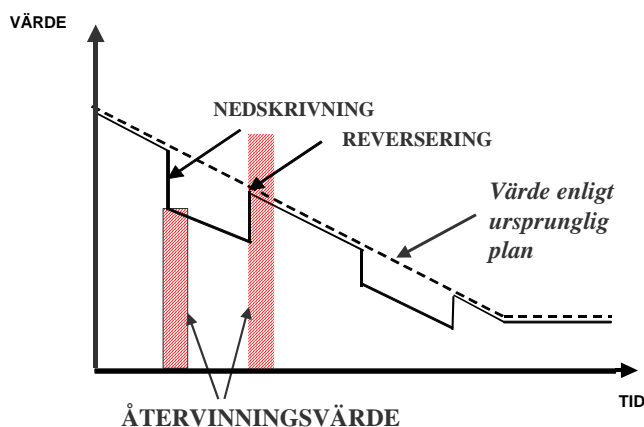 VÄRDE
NEDSKRIVNING
REVERSERING
Värde enligt
ursprunglig
plan
TID
ÅTERVINNINGSVÄRDE